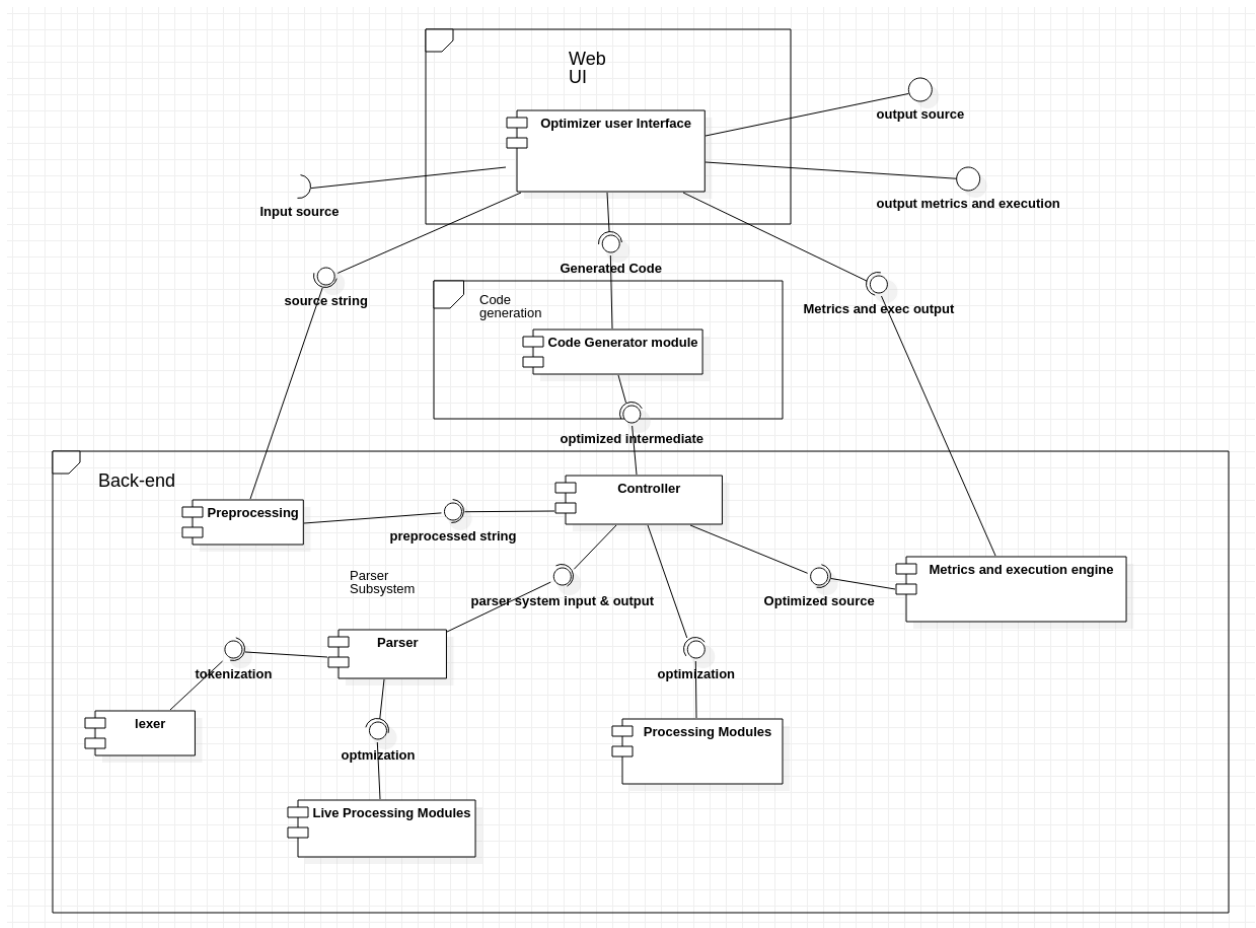 Web
UI
Optimizer user Interface
output source
Input source
output metrics and execution
Generated Code
source string
Code
generation
Metrics and exec output
Code Generator module
optimized intermediate
Back-end
Controller
Preprocessing
preprocessed string
Parser
Subsystem
parser system input & output
Optimized source
Metrics and execution engine
Parser
tokenization
optimization
lexer
Processing Modules
optmization
Live Processing Modules